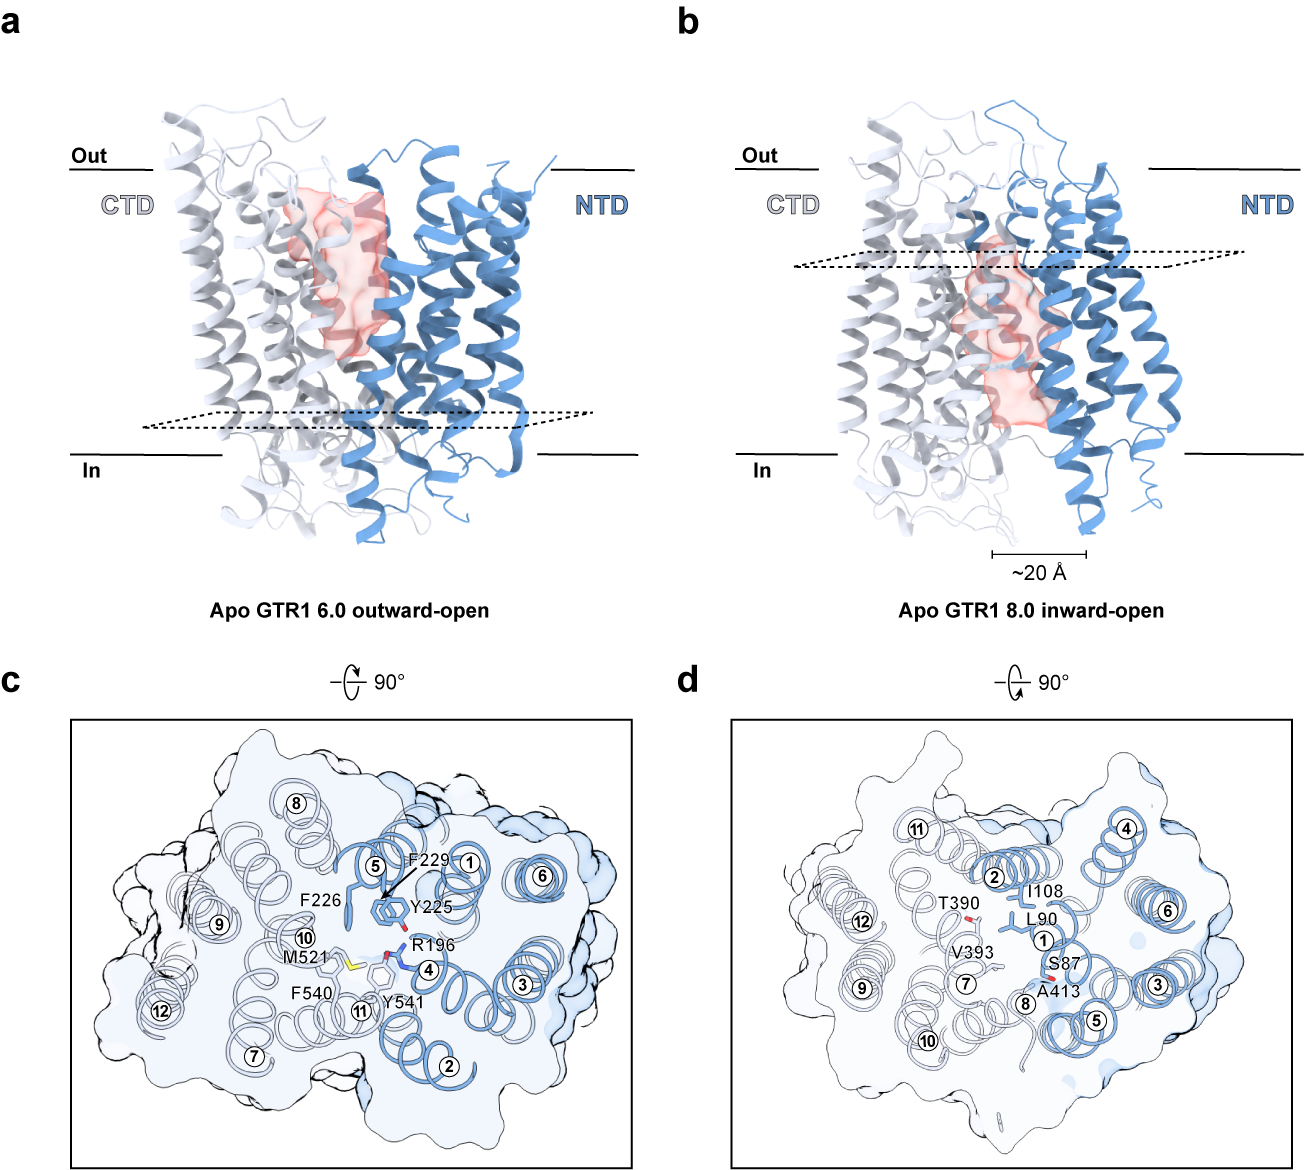 a
b
Out
Out
CTD
NTD
CTD
NTD
In
In
~20 Å
Apo GTR1 6.0 outward-open
Apo GTR1 8.0 inward-open
c
90°
d
90°
8
5
F229
1
6
F226
Y225
9
10
R196
M521
4
3
F540
Y541
12
11
7
2
11
4
2
I108
T390
L90
6
12
1
V393
S87
9
7
A413
3
8
5
10